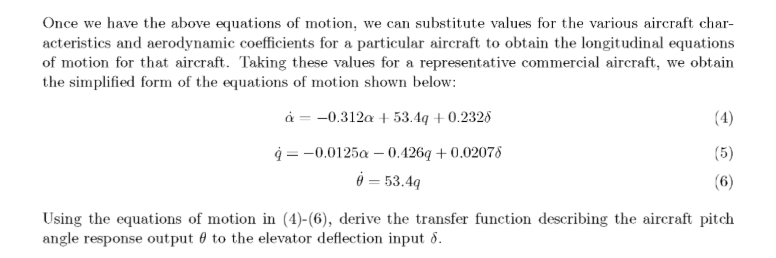 Once we have the above equations of motion, we can substitute values for the various aircraft char-
acteristics and aerodynamic coefficients for a particular aircraft to obtain the longitudinal equations
of motion for that aircraft. Taking these values for a representative commercial aircraft, we obtain
the simplified form of the equations of motion shown below:
α̇ = −0.312α + 53.4q + 0.232δ (4)
q̇ = −0.0125α − 0.426q + 0.0207δ (5)
θ̇ = 53.4q (6)
Using the equations of motion in (4)-(6), derive the transfer function describing the aircraft pitch
angle response output θ to the elevator deflection input δ.